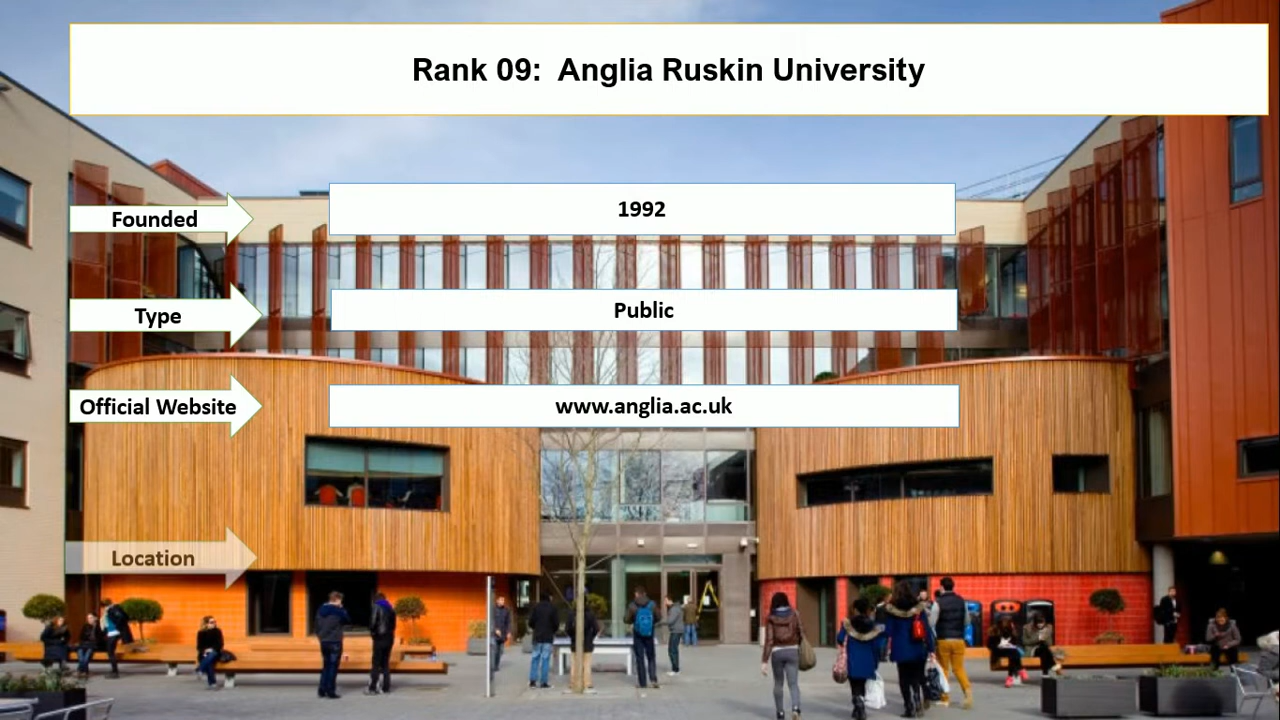 Rank 09:  Anglia Ruskin University
Founded
1992
Type
Public
Official Website
www.anglia.ac.uk
Location